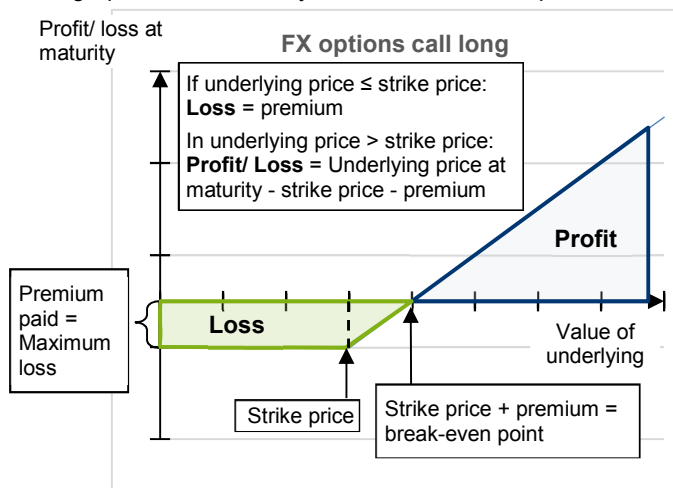 Profit/ loss at
maturity
FX options call long
If underlying price ≤ strike price:
Loss = premium
In underlying price > strike price:
Profit/ Loss = Underlying price at
maturity - strike price - premium
Profit
Premium
paid =
Maximum
loss
Loss
Value of
underlying
Strike price
Strike price + premium =
break-even point